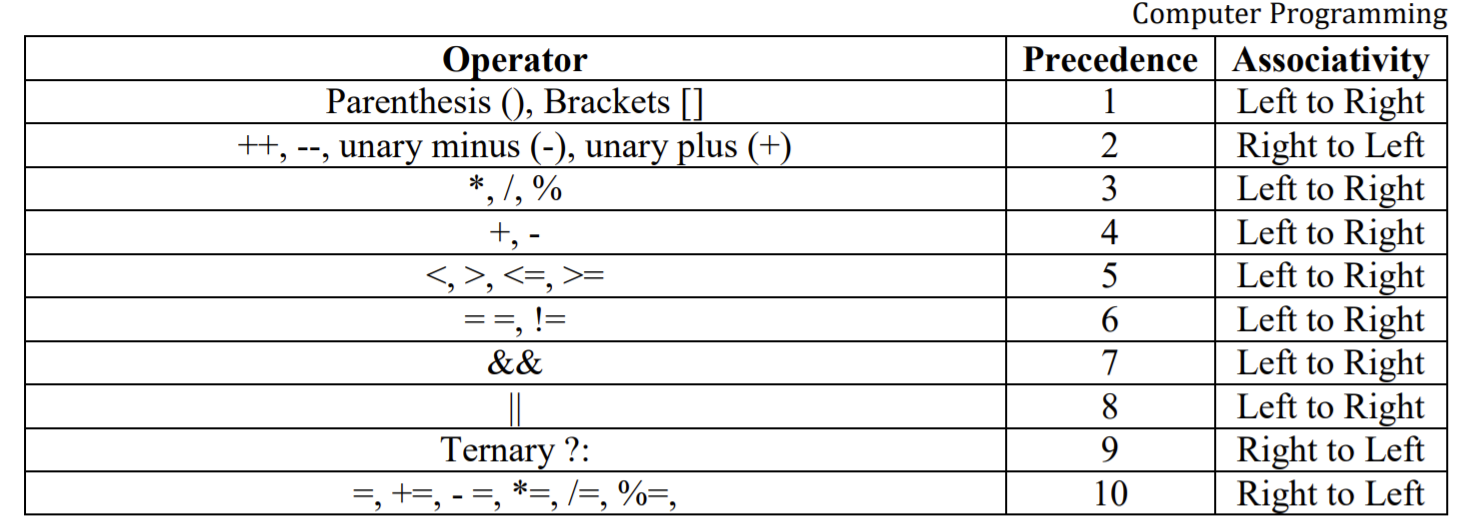 Computer Programming
Operator Precedence Associativity
Parenthesis (), Brackets [] 1 Left to Right
++, --, unary minus (-), unary plus (+) 2 Right to Left
*, /, % 3 Left to Right
+, - 4 Left to Right
<, >, <=, >= 5 Left to Right
= =, != 6 Left to Right
&& 7 Left to Right
|| 8 Left to Right
Ternary ?: 9 Right to Left
=, +=, - =, *=, /=, %=, 10 Right to Left